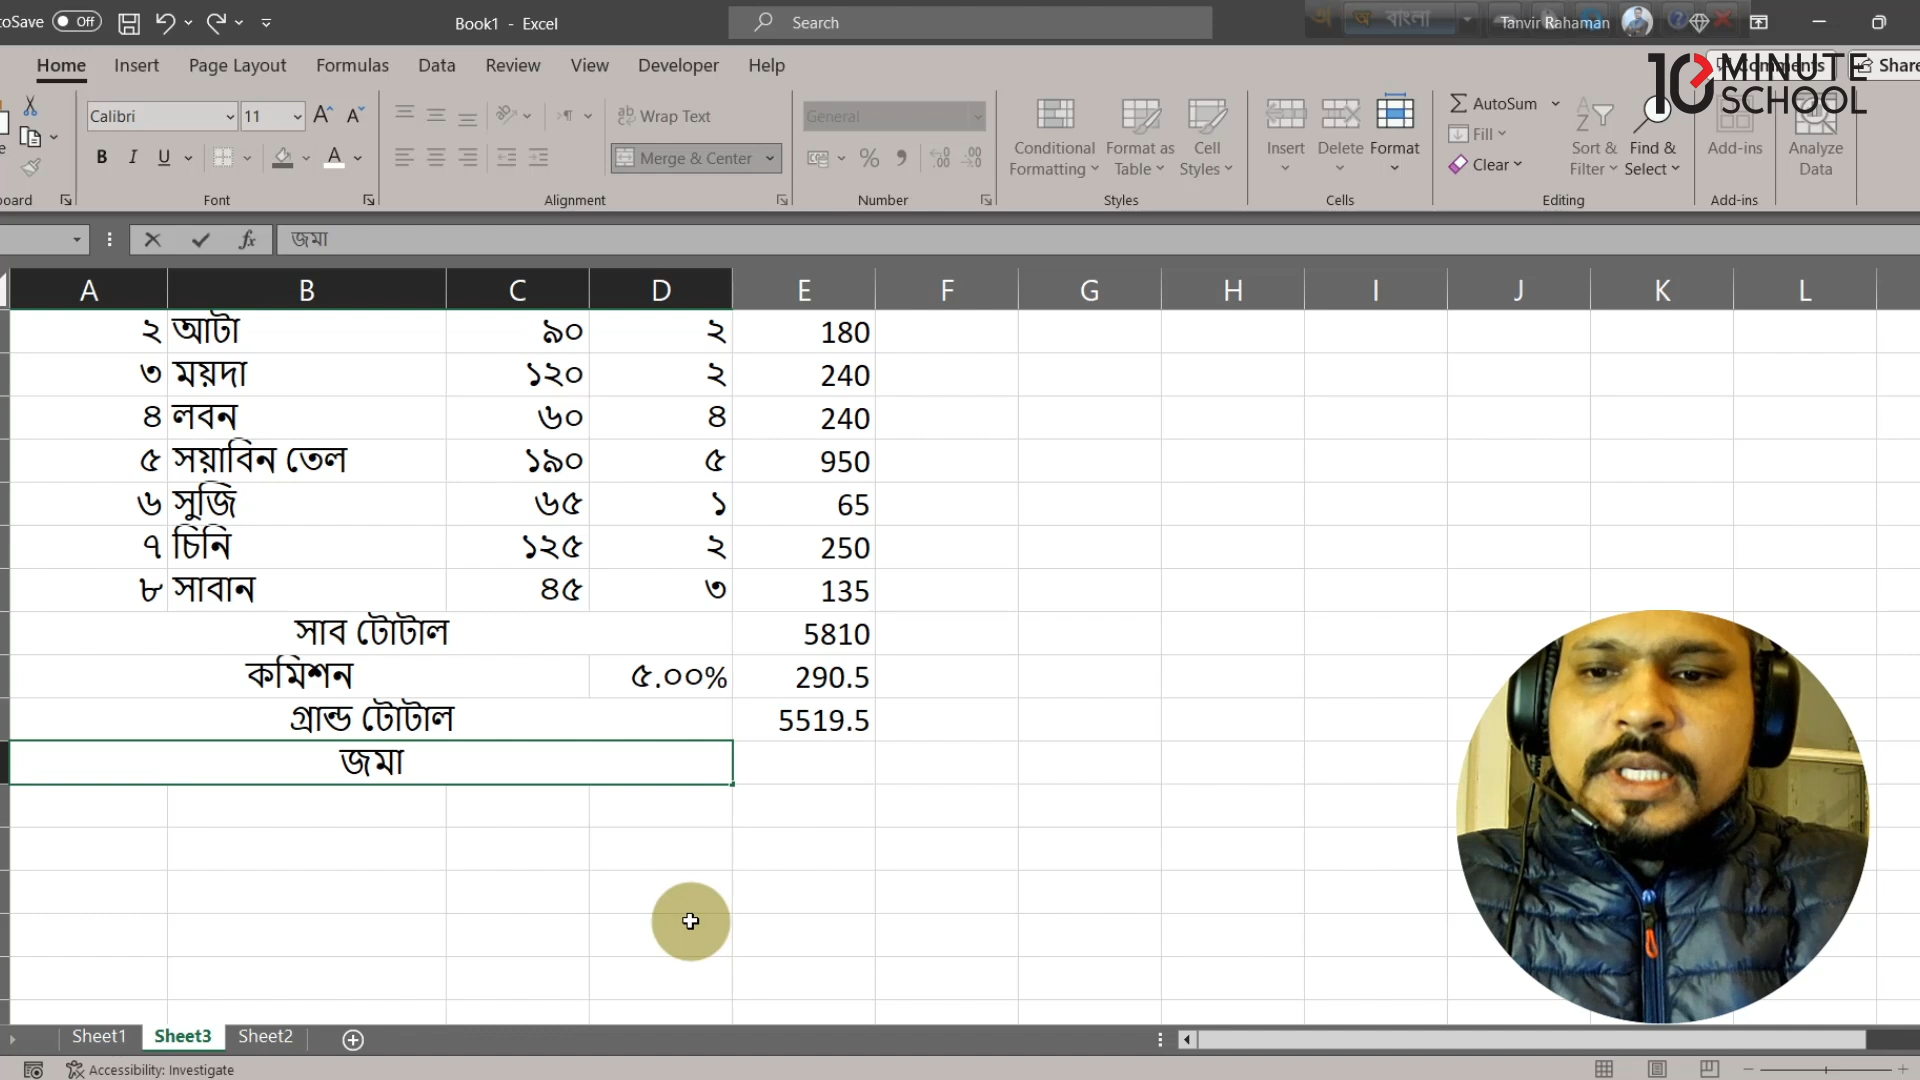 toSave Off Book1 - Excel Search বাংলা Tanvir Rahaman
Home Insert Page Layout Formulas Data Review View Developer Help Comments Share
10 MINUTE SCHOOL
Calibri 11 Wrap Text General AutoSum
Fill
B I U A Merge & Center % Conditional Formatting Format as Table Cell Styles Insert Delete Format Clear Sort & Filter Find & Select Add-ins Analyze Data
board Font Alignment Number Styles Cells Editing Add-ins
fx জমা
A B C D E F G H I J K L
২ আটা ৯০ ২ 180
৩ ময়দা ১২০ ২ 240
৪ লবন ৬০ ৪ 240
৫ সয়াবিন তেল ১৯০ ৫ 950
৬ সুজি ৬৫ ১ 65
৭ চিনি ১২৫ ২ 250
৮ সাবান ৪৫ ৩ 135
সাব টোটাল 5810
কমিশন ৫.০০% 290.5
গ্রান্ড টোটাল 5519.5
জমা
Sheet1 Sheet3 Sheet2
Accessibility: Investigate